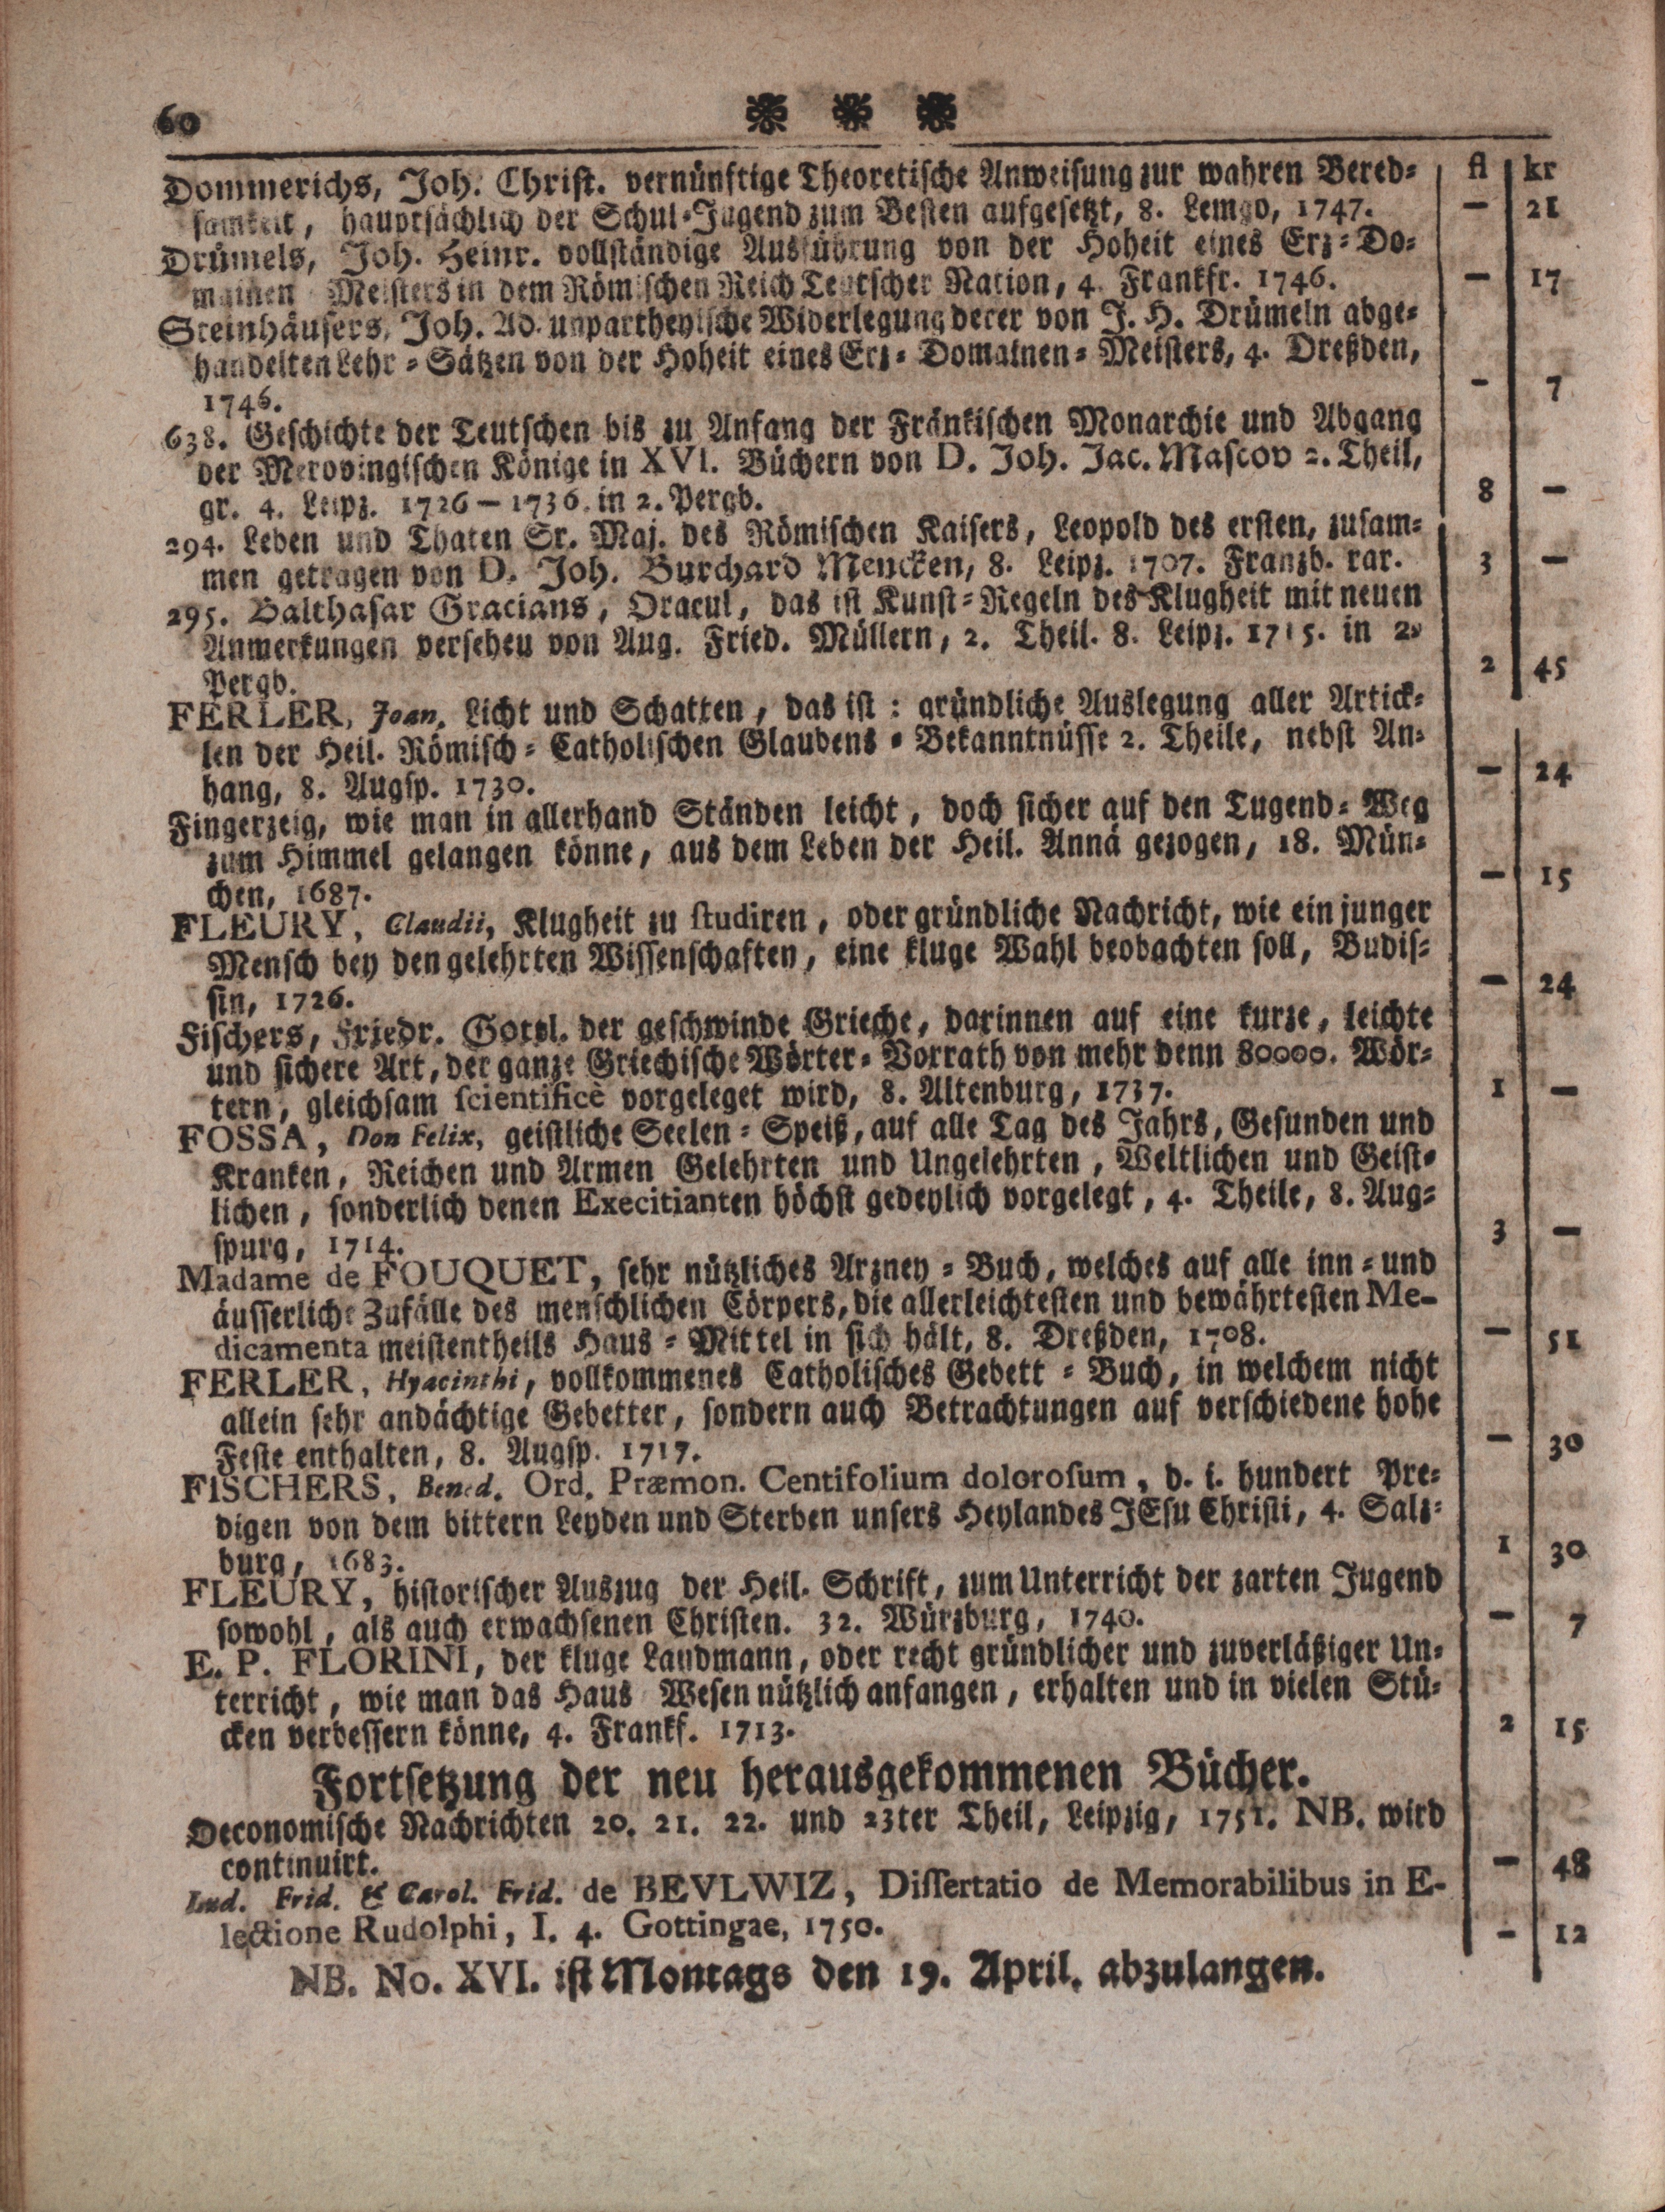 60
fl kr
Dommerichs, Joh. Christ. vernünftige Theoretische Anweisung zur wahren Bered-
samkeit, hauptsächlich der Schul-Jugend zum Besten aufgesetzt, 8. Lemgo, 1747. — 21
Drümels, Joh. Heinr. vollständige Ausführung von der Hoheit eines Erz-Do-
mainen Meisters in dem Römischen Reich Teutscher Nation, 4. Frankfr. 1746. — 17
Steinhäusers, Joh. Ad. unpartheyische Widerlegung derer von J. H. Drümeln abge-
handelten Lehr-Sätzen von der Hoheit eines Erz-Domainen-Meisters, 4. Dreßden,
1746. — 7
638. Geschichte der Teutschen bis zu Anfang der Fränkischen Monarchie und Abgang
der Merovingischen Könige in XVI. Büchern von D. Joh. Jac. Mascov 2. Theil,
gr. 4. Leipz. 1726—1736. in 2. Pergb. 8 —
294. Leben und Thaten Sr. Maj. des Römischen Kaisers, Leopold des ersten, zusam-
men getragen von D. Joh. Burchard Mencken, 8. Leipz. 1707. Franzb. rar. 3 —
295. Balthasar Gracians, Oracul, das ist Kunst-Regeln des Klugheit mit neuen
Anmerkungen versehen von Aug. Fried. Müllern, 2. Theil. 8. Leipz. 1715. in 2.
Pergb. 2 45
FERLER, Joan. Licht und Schatten, das ist: gründliche Auslegung aller Artick-
len der Heil. Römisch-Catholischen Glaubens-Bekanntnüsse 2. Theile, nebst An-
hang, 8. Augsp. 1730. — 24
Fingerzeig, wie man in allerhand Ständen leicht, doch sicher auf den Tugend-Weg
zum Himmel gelangen könne, aus dem Leben der Heil. Annä gezogen, 18. Mün-
chen, 1687. — 15
FLEURY, Claudii, Klugheit zu studiren, oder gründliche Nachricht, wie ein junger
Mensch bey den gelehrten Wissenschaften, eine kluge Wahl beobachten soll, Budis-
sin, 1726. — 24
Fischers, Friedr. Gottl. der geschwinde Grieche, darinnen auf eine kurze, leichte
und sichere Art, der ganze Griechische Wörter-Vorrath von mehr denn 80000. Wör-
tern, gleichsam scientificè vorgeleget wird, 8. Altenburg, 1737. 1 —
FOSSA, Don Felix, geistliche Seelen-Speiß, auf alle Tag des Jahrs, Gesunden und
Kranken, Reichen und Armen Gelehrten und Ungelehrten, Weltlichen und Geist-
lichen, sonderlich denen Execitianten höchst gedeylich vorgelegt, 4. Theile, 8. Aug-
spurg, 1714. 3 —
Madame de FOUQUET, sehr nützliches Arzney-Buch, welches auf alle inn-und
äusserliche Zufälle des menschlichen Cörpers, die allerleichtesten und bewährtesten Me-
dicamenta meistentheils Haus-Mittel in sich hält, 8. Dreßden, 1708. — 51
FERLER, Hyacinthi, vollkommenes Catholisches Gebett-Buch, in welchem nicht
allein sehr andächtige Gebetter, sondern auch Betrachtungen auf verschiedene hohe
Feste enthalten, 8. Augsp. 1717. — 30
FISCHERS, Bened. Ord. Præmon. Centifolium dolorosum, d. i. hundert Pre-
digen von dem bittern Leyden und Sterben unsers Heylandes JEsu Christi, 4. Salz-
burg, 1683. 1 30
FLEURY, historischer Auszug der Heil. Schrift, zum Unterricht der zarten Jugend
sowohl, als auch erwachsenen Christen. 32. Würzburg, 1740. — 7
E. P. FLORINI, der kluge Landmann, oder recht gründlicher und zuverläßiger Un-
terricht, wie man das Haus Wesen nützlich anfangen, erhalten und in vielen Stü-
cken verbessern könne, 4. Frankf. 1713. 2 15
Fortsetzung der neu herausgekommenen Bücher.
Oeconomische Nachrichten 20. 21. 22. und 23ter Theil, Leipzig, 1751. NB. wird
continuirt. — 48
Lud. Frid. & Carol. Frid. de BEVLWIZ, Dissertatio de Memorabilibus in E-
lectione Rudolphi, I. 4. Gottingae, 1750. — 12
NB. No. XVI. ist Montags den 19. April. abzulangen.